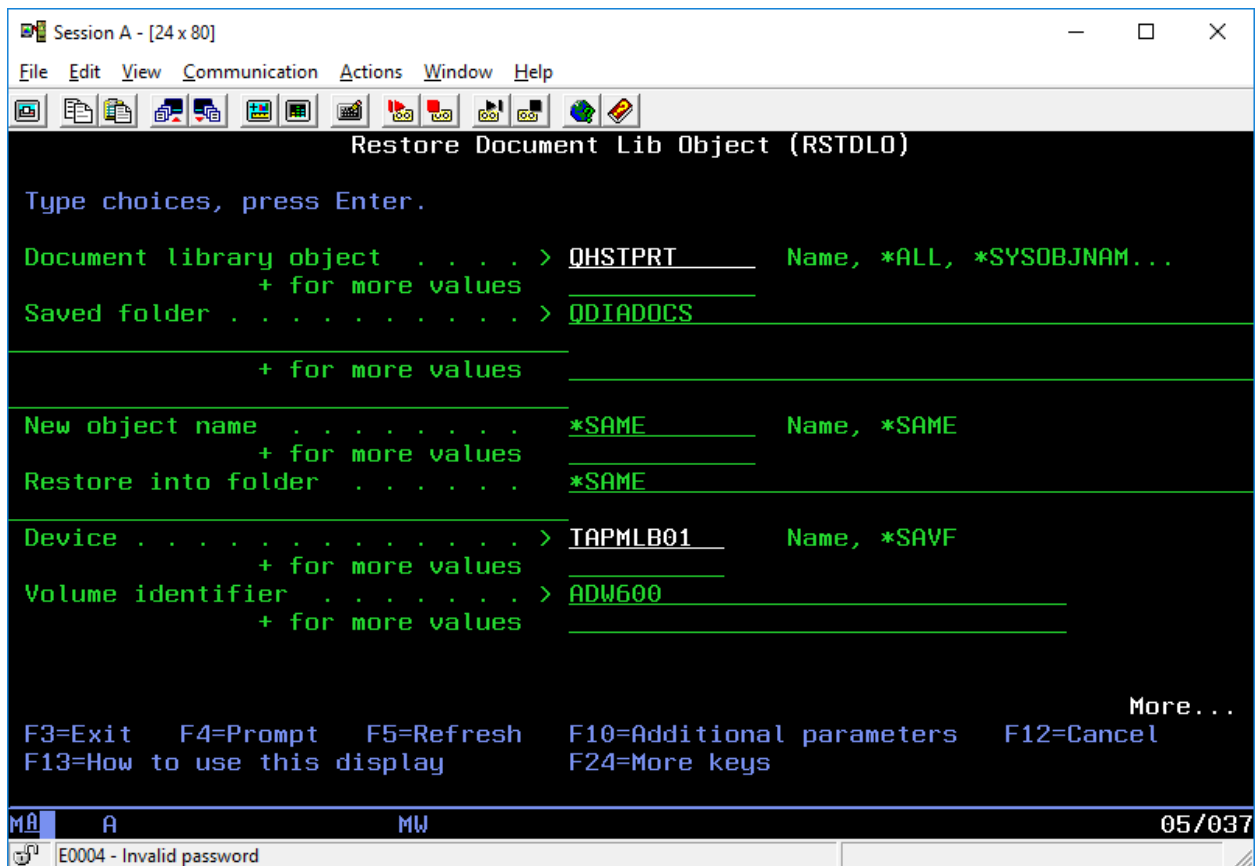 Session A - [24 x 80]
File Edit View Communication Actions Window Help
Restore Document Lib Object (RSTDLO)
Type choices, press Enter.
Document library object . . . . > QHSTPRT Name, *ALL, *SYSOBJNAM...
+ for more values
Saved folder . . . . . . . . . . > QDIADOCS
+ for more values
New object name . . . . . . . . *SAME Name, *SAME
+ for more values
Restore into folder . . . . . . *SAME
Device . . . . . . . . . . . . . > TAPMLB01 Name, *SAVF
+ for more values
Volume identifier . . . . . . . > ADW600
+ for more values
More...
F3=Exit F4=Prompt F5=Refresh F10=Additional parameters F12=Cancel
F13=How to use this display F24=More keys
MA A MW 05/037
E0004 - Invalid password